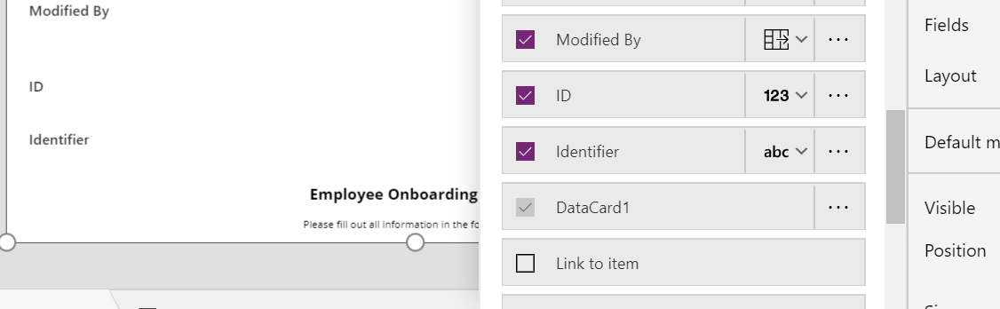 Modified By
ID
Identifier
Employee Onboarding
Please fill out all information in the fo
Modified By
ID
123
Identifier
abc
DataCard1
Link to item
Fields
Layout
Default m
Visible
Position